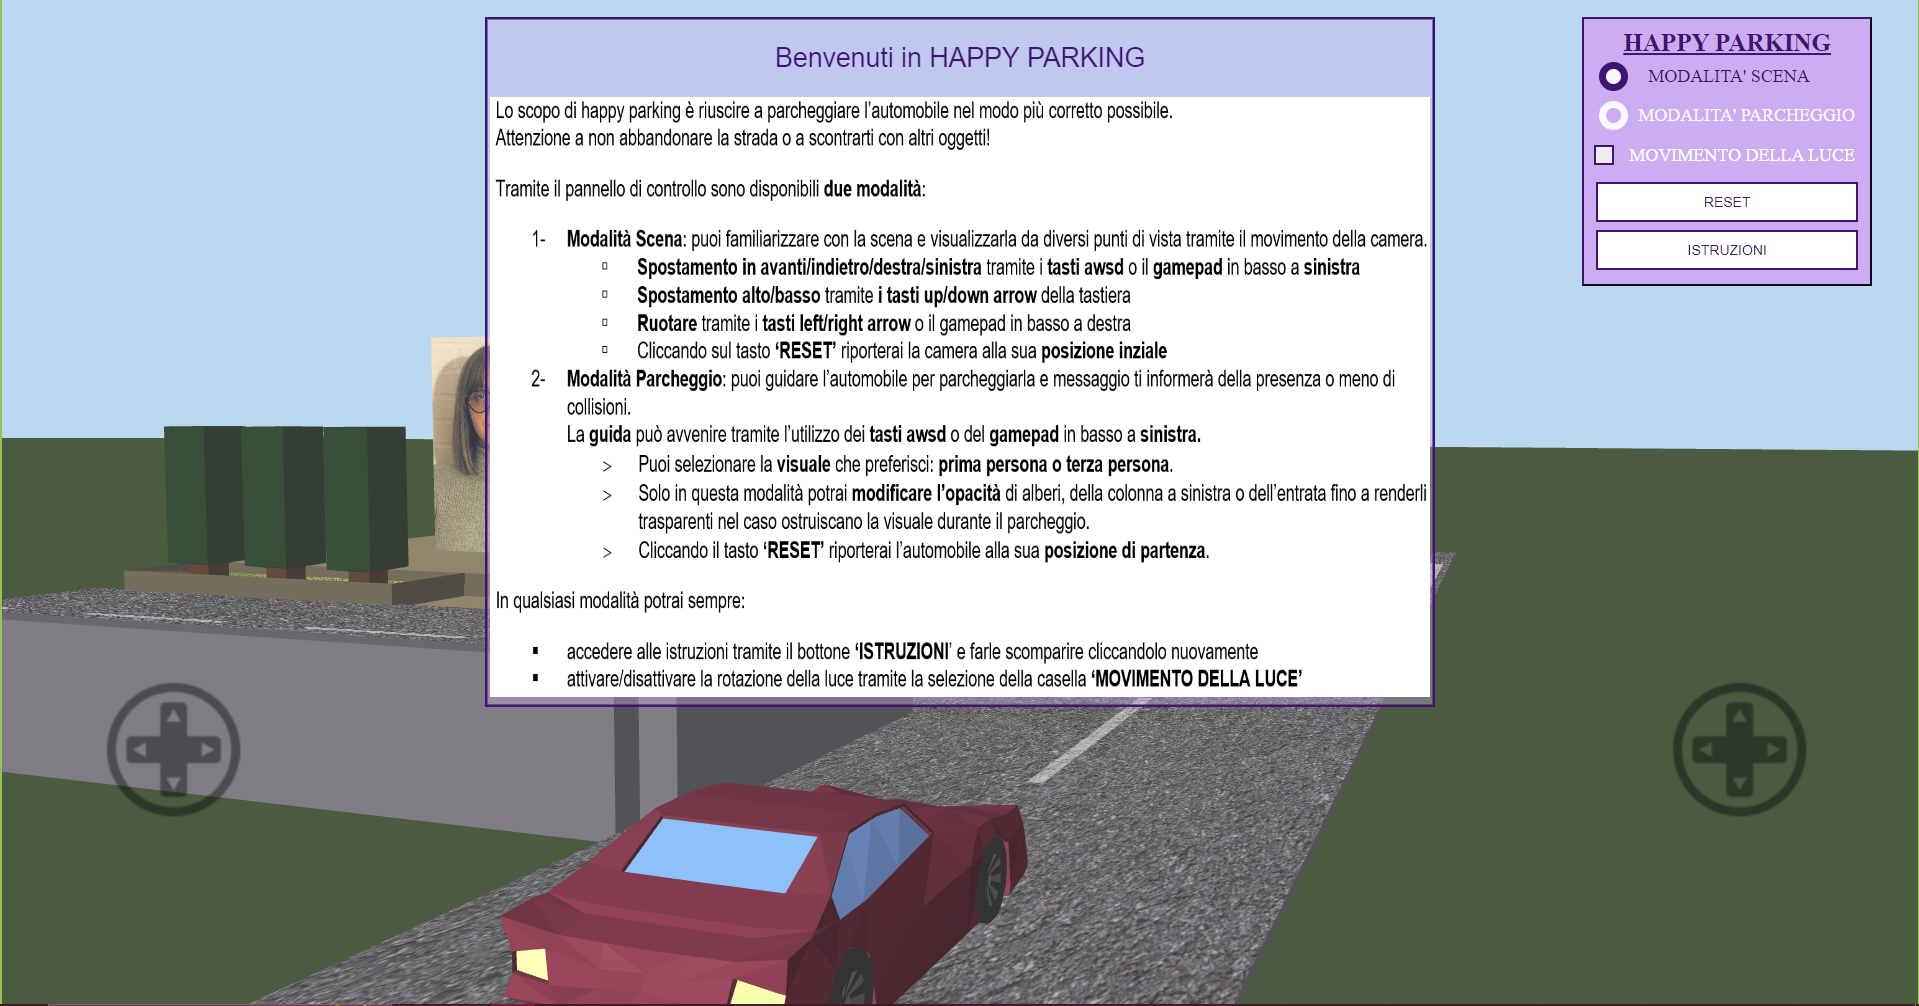 Benvenuti in HAPPY PARKING
Lo scopo di happy parking è riuscire a parcheggiare l'automobile nel modo più corretto possibile.
Attenzione a non abbandonare la strada o a scontrarti con altri oggetti!
Tramite il pannello di controllo sono disponibili due modalità:
1- Modalità Scena: puoi familiarizzare con la scena e visualizzarla da diversi punti di vista tramite il movimento della camera.
Spostamento in avanti/indietro/destra/sinistra tramite i tasti awsd o il gamepad in basso a sinistra
Spostamento alto/basso tramite i tasti up/down arrow della tastiera
Ruotare tramite i tasti left/right arrow o il gamepad in basso a destra
Cliccando sul tasto 'RESET' riporterai la camera alla sua posizione inziale
2- Modalità Parcheggio: puoi guidare l'automobile per parcheggiarla e messaggio ti informerà della presenza o meno di
collisioni.
La guida può avvenire tramite l'utilizzo dei tasti awsd o del gamepad in basso a sinistra.
> Puoi selezionare la visuale che preferisci: prima persona o terza persona.
> Solo in questa modalità potrai modificare l'opacità di alberi, della colonna a sinistra o dell'entrata fino a renderli
trasparenti nel caso ostruiscano la visuale durante il parcheggio.
> Cliccando il tasto 'RESET' riporterai l'automobile alla sua posizione di partenza.
In qualsiasi modalità potrai sempre:
▪ accedere alle istruzioni tramite il bottone 'ISTRUZIONI' e farle scomparire cliccandolo nuovamente
▪ attivare/disattivare la rotazione della luce tramite la selezione della casella 'MOVIMENTO DELLA LUCE'
HAPPY PARKING
MODALITA' SCENA
MODALITA' PARCHEGGIO
MOVIMENTO DELLA LUCE
RESET
ISTRUZIONI